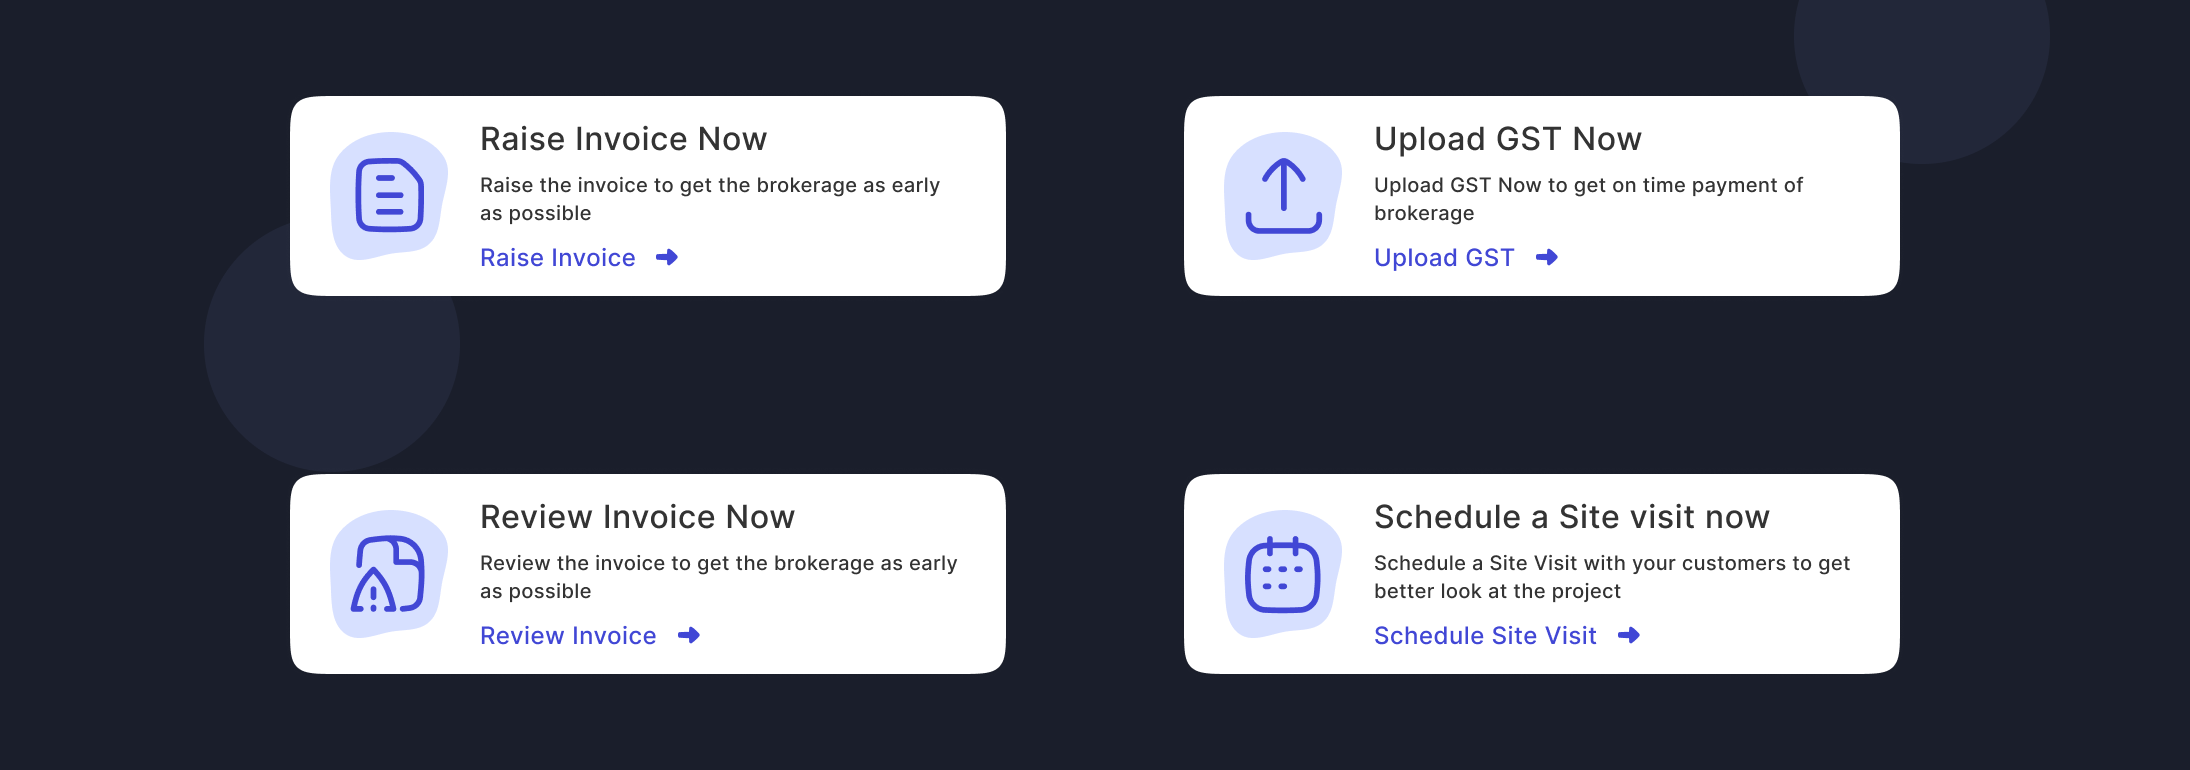 Raise Invoice Now
Raise the invoice to get the brokerage as early
as possible
Raise Invoice
Upload GST Now
Upload GST Now to get on time payment of
brokerage
Upload GST
Review Invoice Now
Review the invoice to get the brokerage as early
as possible
Review Invoice
Schedule a Site visit now
Schedule a Site Visit with your customers to get
better look at the project
Schedule Site Visit